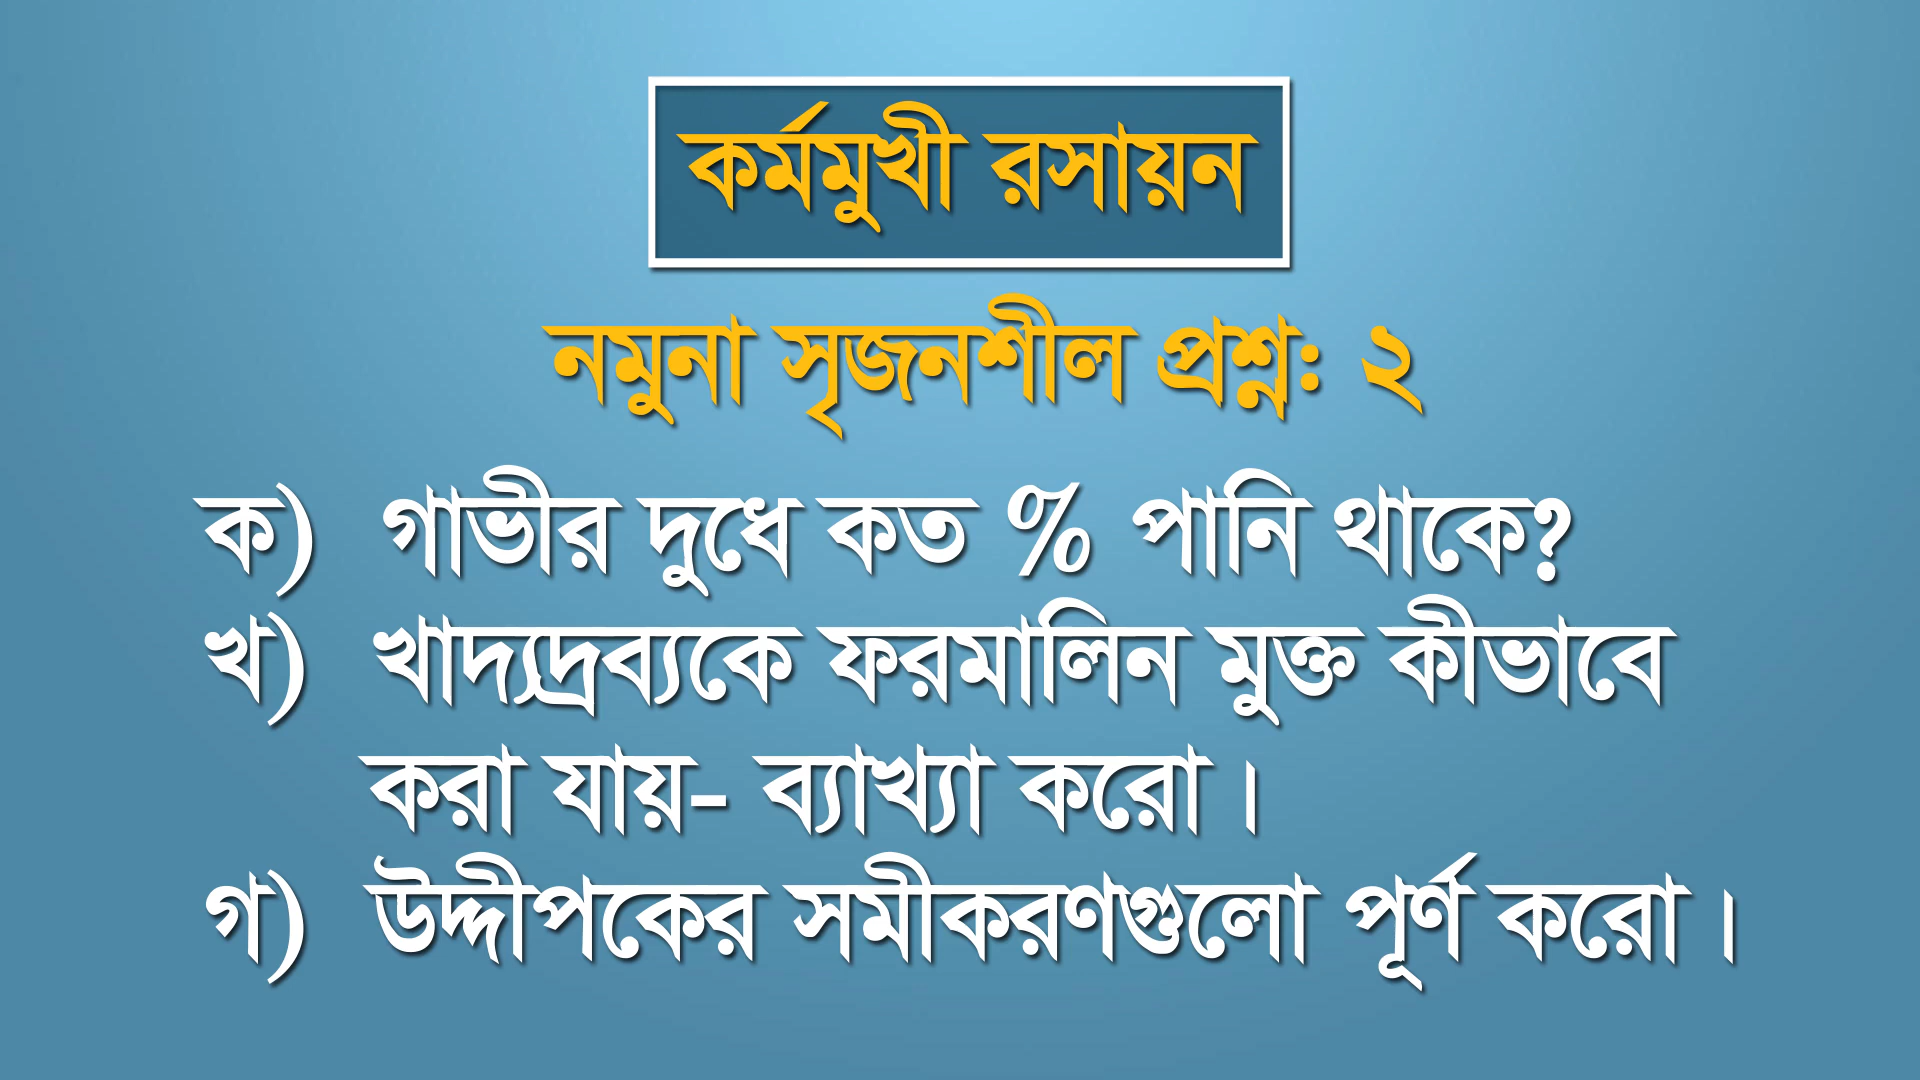 কর্মমুখী রসায়ন
নমুনা সৃজনশীল প্রশ্ন: ২
ক) গাভীর দুধে কত % পানি থাকে?
খ) খাদ্যদ্রব্যকে ফরমালিন মুক্ত কীভাবে
করা যায়- ব্যাখ্যা করো।
গ) উদ্দীপকের সমীকরণগুলো পূর্ণ করো।